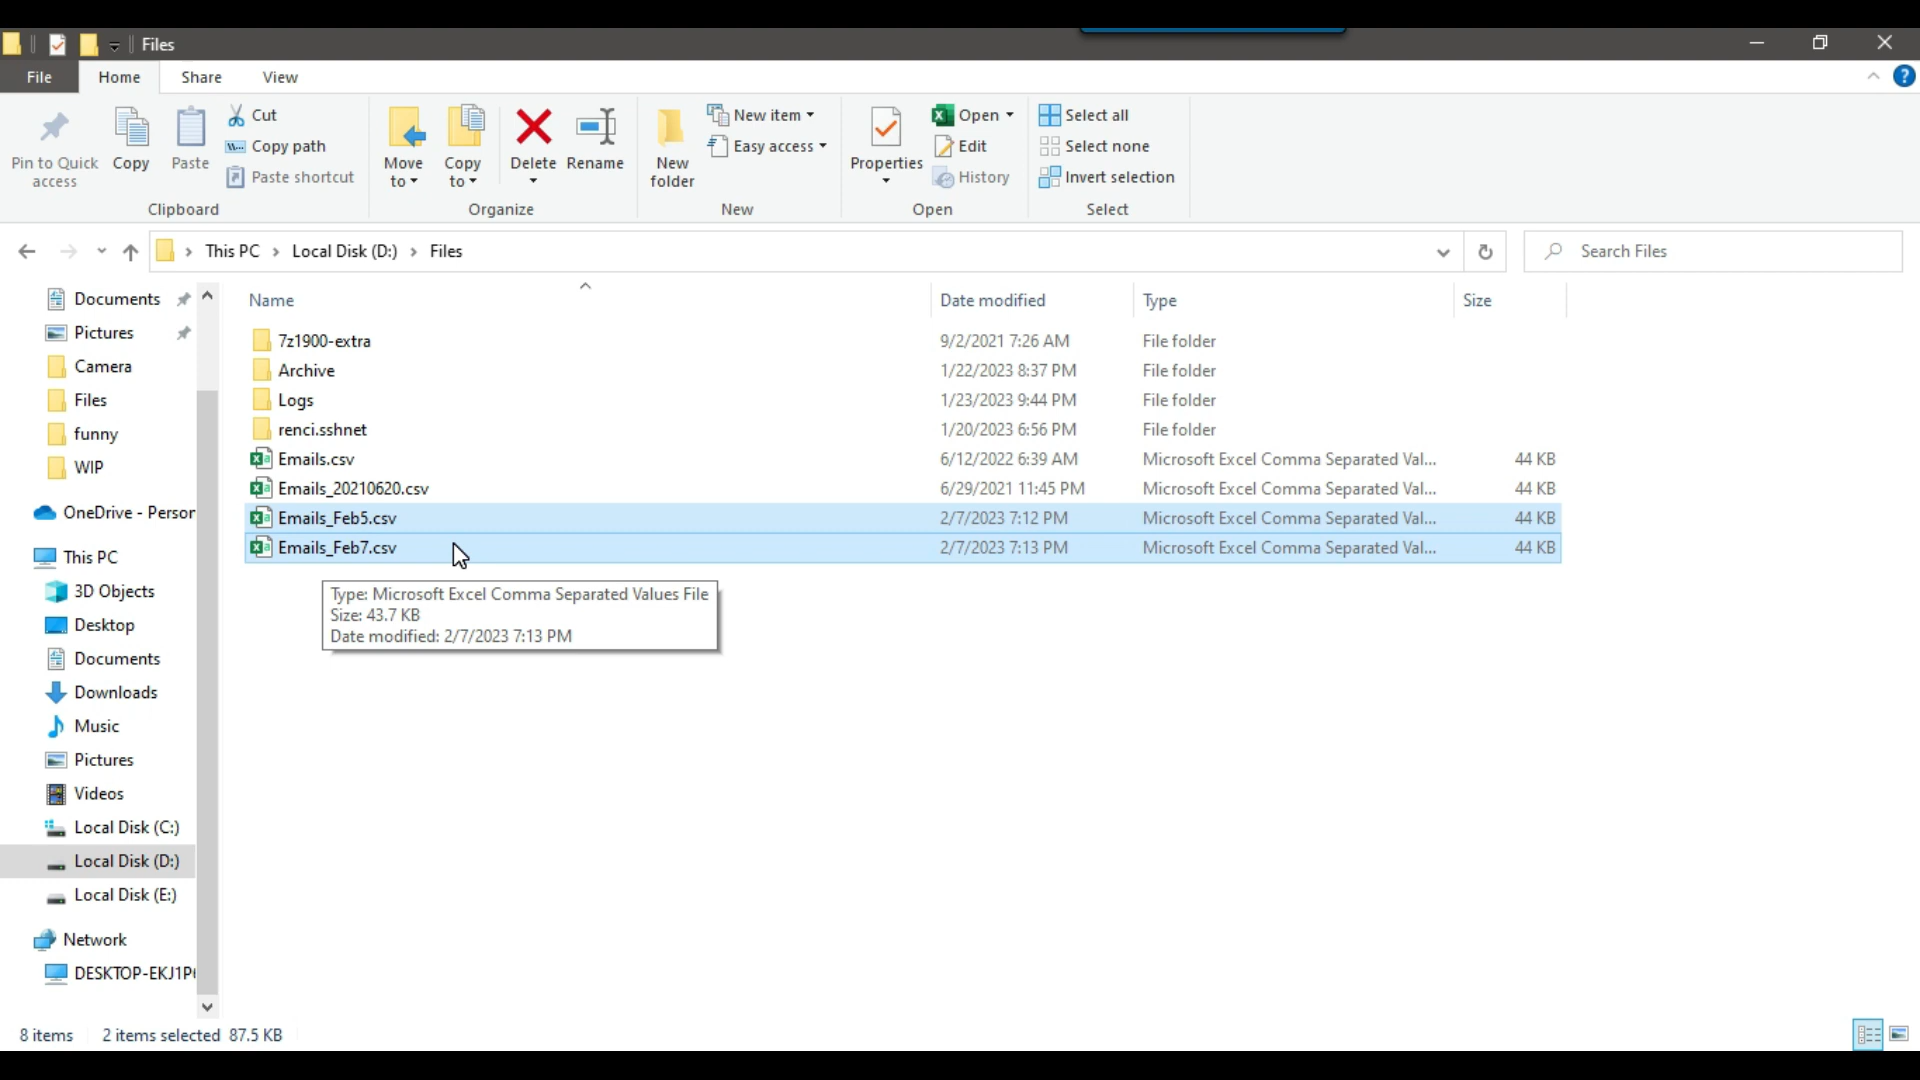 Files
File Home Share View
Pin to Quick access
Copy
Paste
Cut
Copy path
Paste shortcut
Clipboard
Move to
Copy to
Delete
Rename
Organize
New folder
New item
Easy access
New
Properties
Open
Edit
History
Open
Select all
Select none
Invert selection
Select
This PC › Local Disk (D:) › Files
Search Files
Documents
Pictures
Camera
Files
funny
WIP
OneDrive - Person
This PC
3D Objects
Desktop
Documents
Downloads
Music
Pictures
Videos
Local Disk (C:)
Local Disk (D:)
Local Disk (E:)
Network
DESKTOP-EKJ1P
Name Date modified Type Size
7z1900-extra 9/2/2021 7:26 AM File folder
Archive 1/22/2023 8:37 PM File folder
Logs 1/23/2023 9:44 PM File folder
renci.sshnet 1/20/2023 6:56 PM File folder
Emails.csv 6/12/2022 6:39 AM Microsoft Excel Comma Separated Val... 44 KB
Emails_20210620.csv 6/29/2021 11:45 PM Microsoft Excel Comma Separated Val... 44 KB
Emails_Feb5.csv 2/7/2023 7:12 PM Microsoft Excel Comma Separated Val... 44 KB
Emails_Feb7.csv 2/7/2023 7:13 PM Microsoft Excel Comma Separated Val... 44 KB
Type: Microsoft Excel Comma Separated Values File
Size: 43.7 KB
Date modified: 2/7/2023 7:13 PM
8 items 2 items selected 87.5 KB